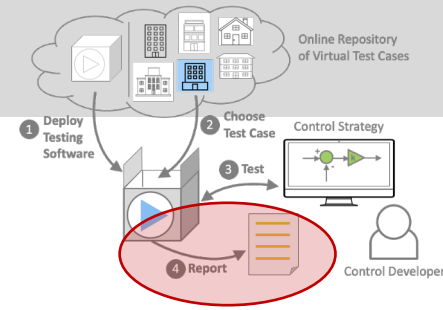 Online Repository
of Virtual Test Cases
1 Deploy
Testing
Software
2 Choose
Test Case
Control Strategy
3 Test
+
-
k
4 Report
Control Developer